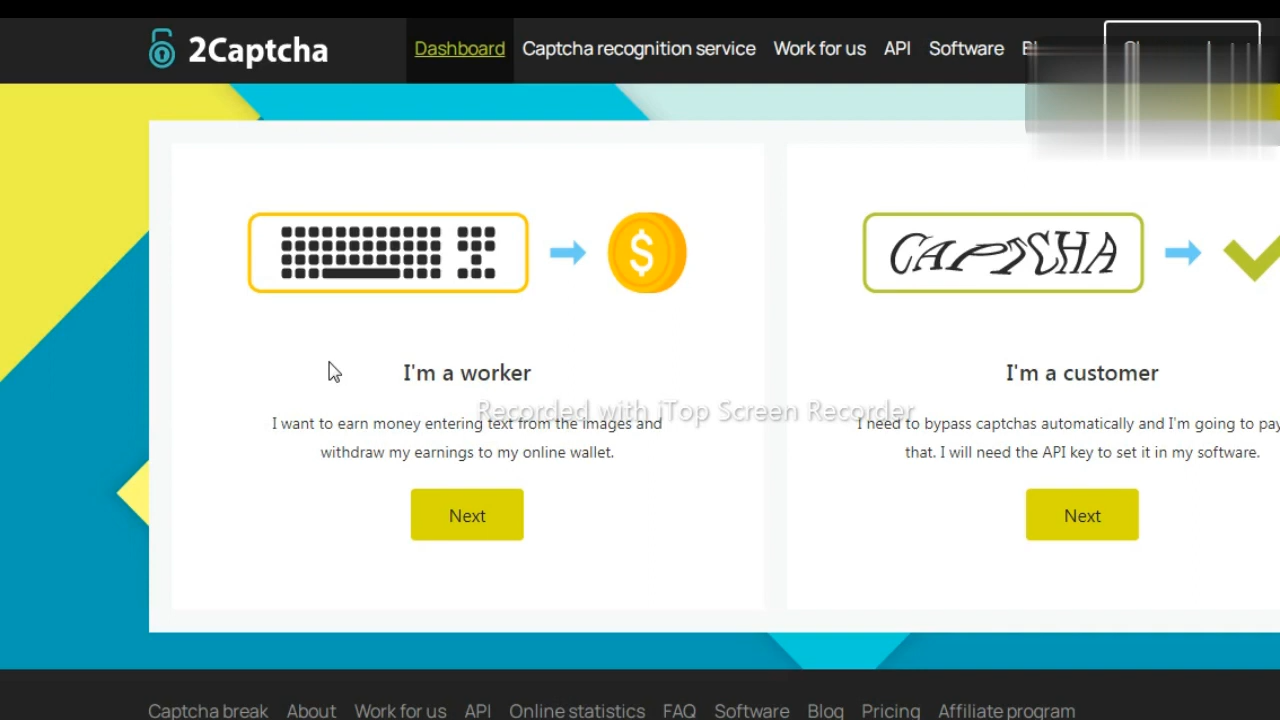 2Captcha
Dashboard Captcha recognition service Work for us API Software
CAPTCHA
I'm a worker
I want to earn money entering text from the images and
withdraw my earnings to my online wallet.
Next
I'm a customer
I need to bypass captchas automatically and I'm going to pay
that. I will need the API key to set it in my software.
Next
Recorded with iTop Screen Recorder
Captcha break About Work for us API Online statistics FAQ Software Blog Pricing Affiliate program